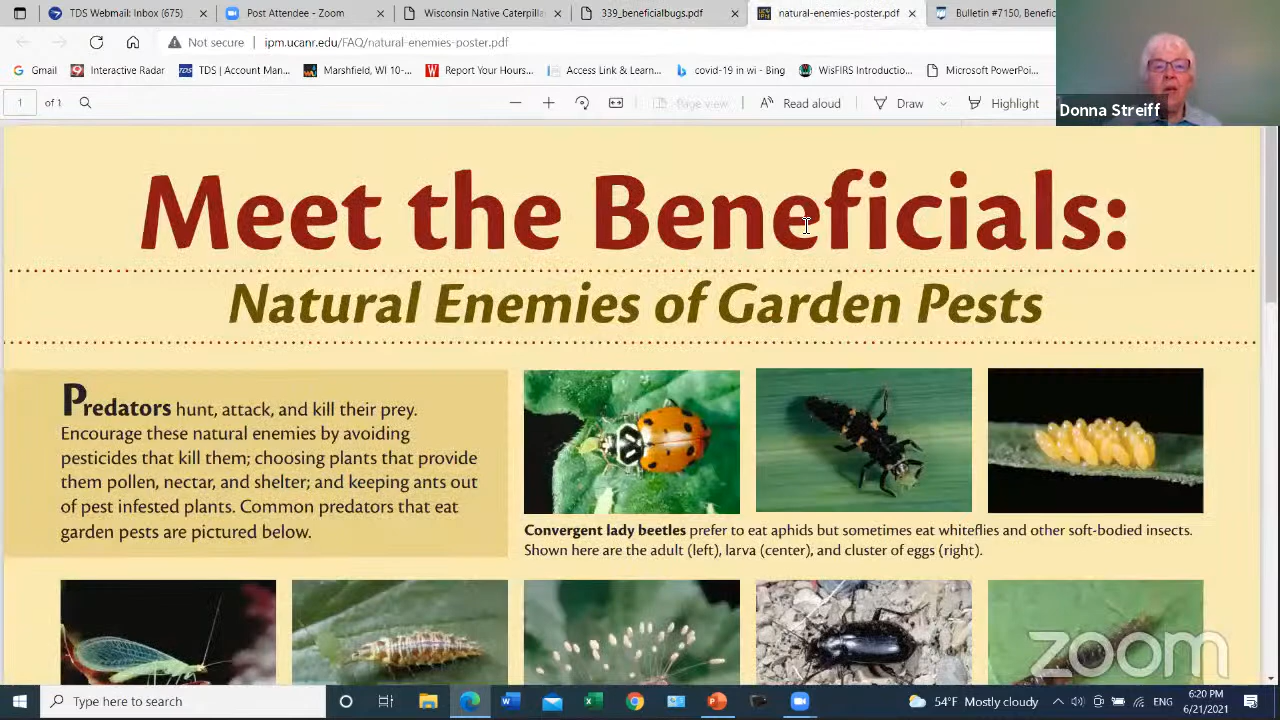 Welcome to TDS
Wisconsin National Caterpilla
339_beneficialbugs.pdf
natural-enemies-poster.pdf
Bulletin #7150, Benefic
Not secure | ipm.ucanr.edu/FAQ/natural-enemies-poster.pdf
Gmail
Interactive Radar
TDS | Account Man...
Marshfield, WI 10-...
Report Your Hours...
Access Link & Learn...
covid-19 in wi - Bing
WisFIRS Introductio...
Microsoft PowerPoi...
1 of 1
Page view
Read aloud
Draw
Highlight
Donna Streiff
Meet the Beneficials:
Natural Enemies of Garden Pests
Predators hunt, attack, and kill their prey.
Encourage these natural enemies by avoiding
pesticides that kill them; choosing plants that provide
them pollen, nectar, and shelter; and keeping ants out
of pest infested plants. Common predators that eat
garden pests are pictured below.
Convergent lady beetles prefer to eat aphids but sometimes eat whiteflies and other soft-bodied insects.
Shown here are the adult (left), larva (center), and cluster of eggs (right).
zoom
Type here to search
54°F Mostly cloudy
ENG
6:20 PM
6/21/2021